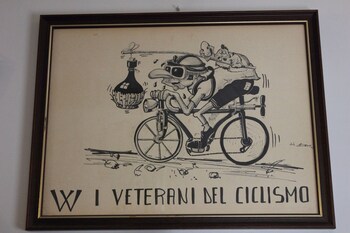 W I VETERANI DEL CICLISMO